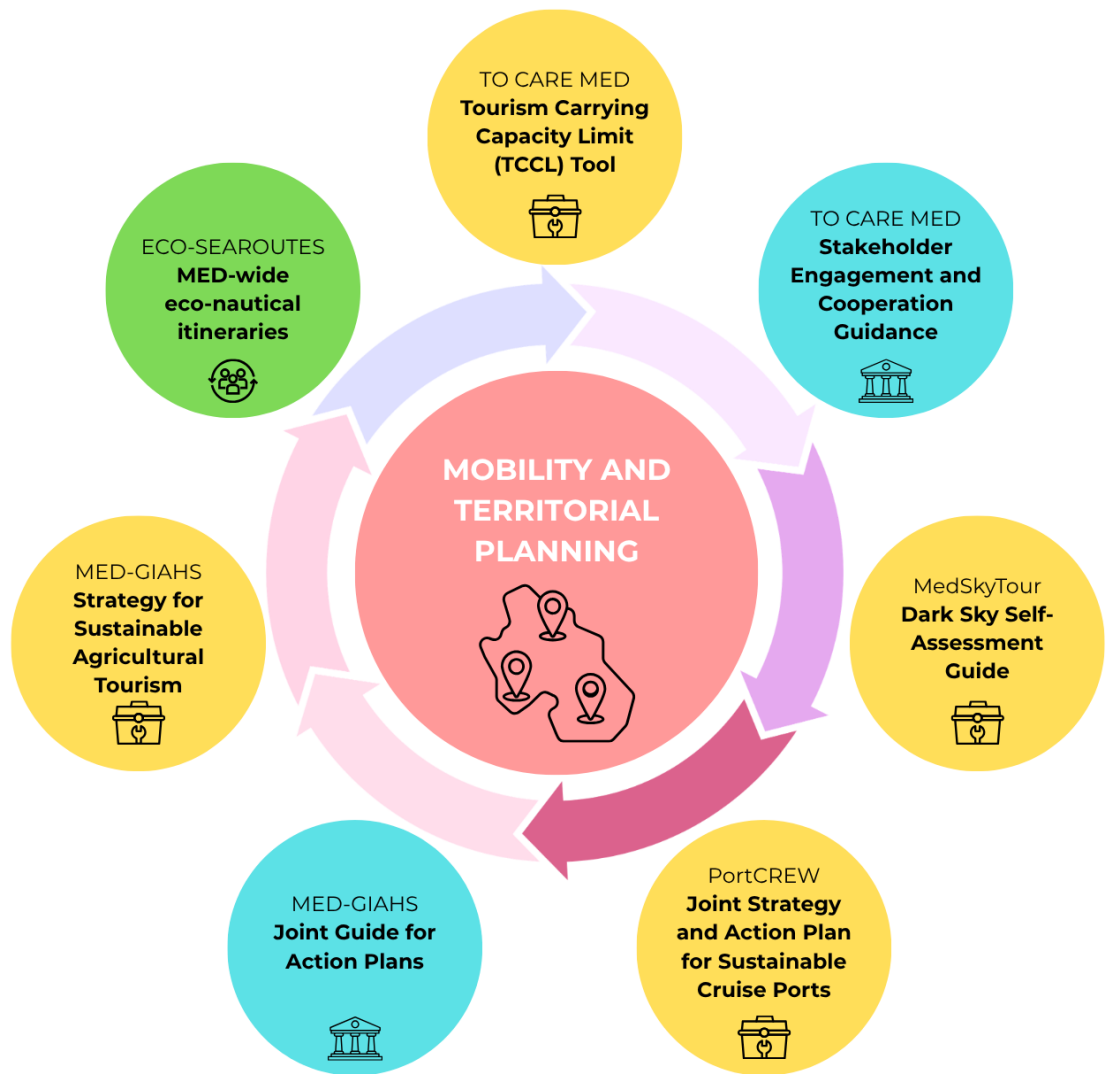 TO CARE MED
Tourism Carrying
Capacity Limit
(TCCL) Tool
TO CARE MED
Stakeholder
Engagement and
Cooperation
Guidance
MedSkyTour
Dark Sky Self-
Assessment
Guide
PortCREW
Joint Strategy
and Action Plan
for Sustainable
Cruise Ports
MED-GIAHS
Joint Guide for
Action Plans
MED-GIAHS
Strategy for
Sustainable
Agricultural
Tourism
ECO-SEAROUTES
MED-wide
eco-nautical
itineraries
MOBILITY AND
TERRITORIAL
PLANNING